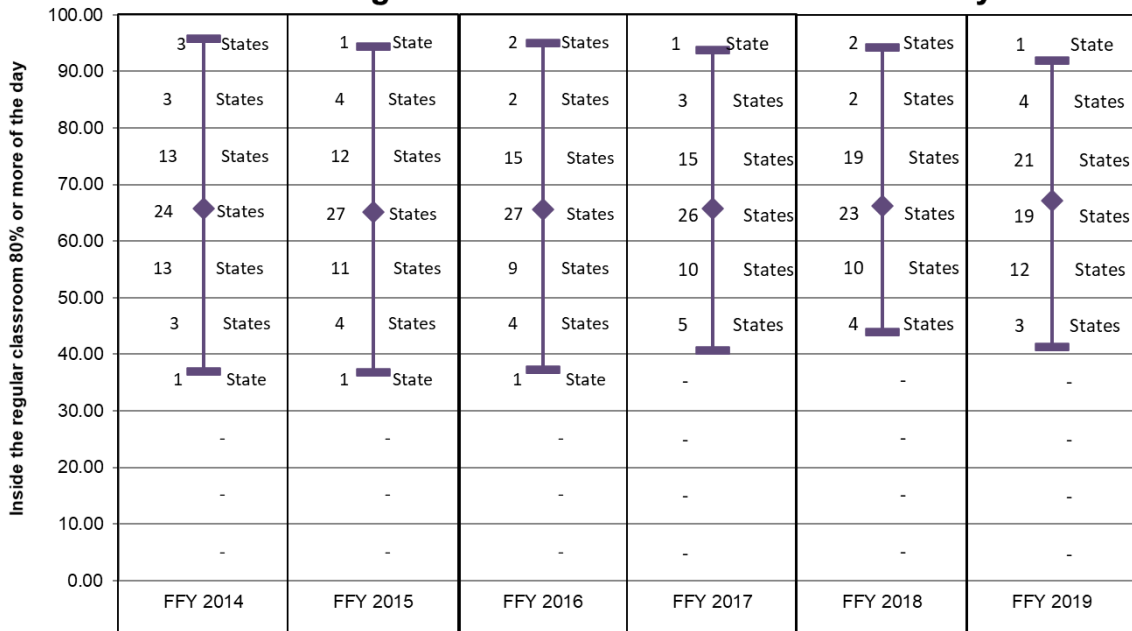 100.00 3 States 1 State 2 States 1 State 2 States 1 State
90.00 3 States 4 States 2 States 3 States 2 States 4 States
80.00 13 States 12 States 15 States 15 States 19 States 21 States
70.00 24 States 27 States 27 States 26 States 23 States 19 States
60.00 13 States 11 States 9 States 10 States 10 States 12 States
50.00 3 States 4 States 4 States 5 States 4 States 3 States
40.00 1 State 1 State 1 State - - -
30.00 - - - - - -
20.00 - - - - - -
10.00 - - - - - -
0.00
FFY 2014 FFY 2015 FFY 2016 FFY 2017 FFY 2018 FFY 2019
Inside the regular classroom 80% or more of the day